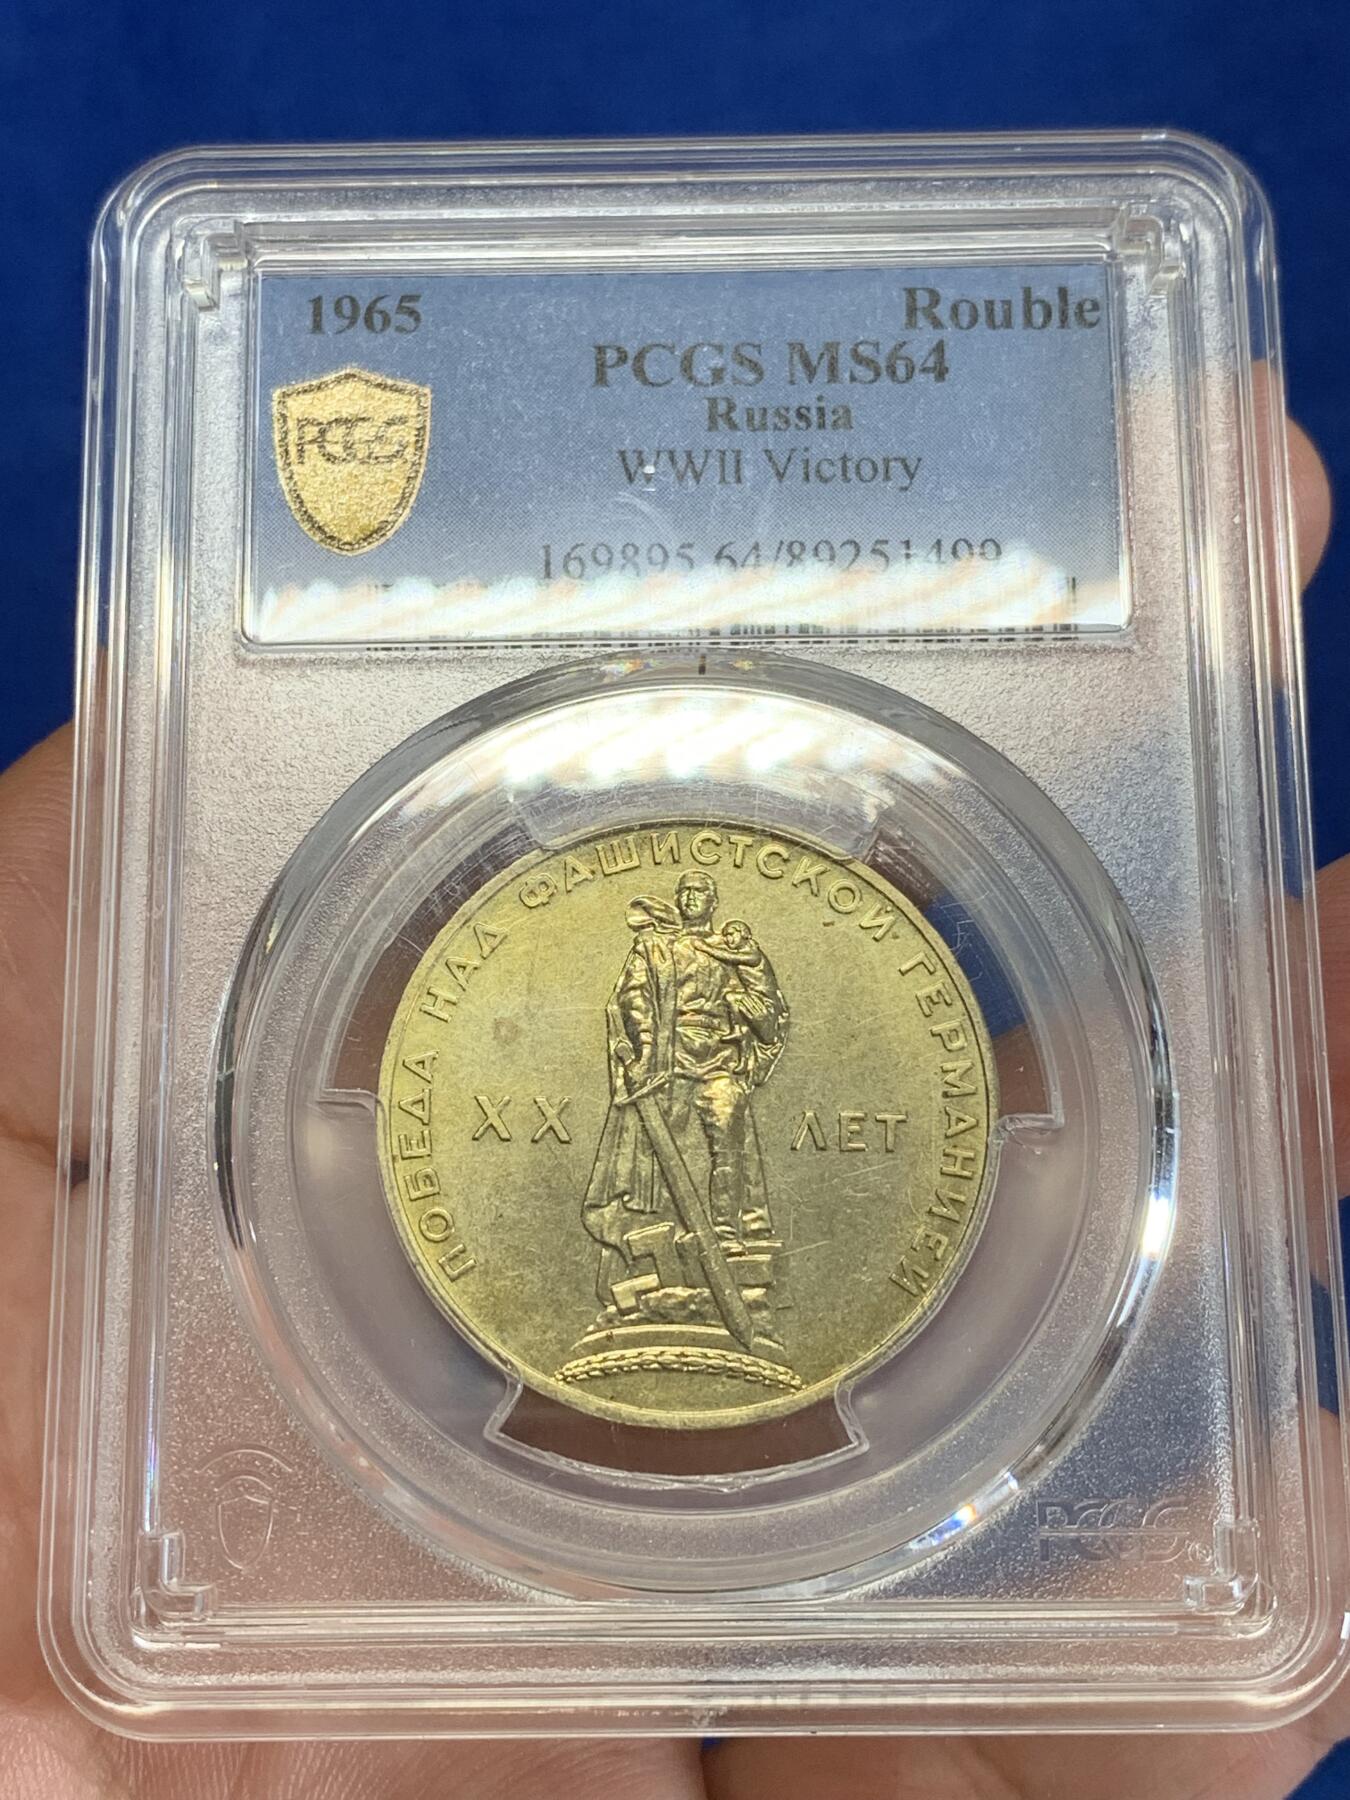 1965 Rouble
PCGS MS64
PCGS
Russia
WWII Victory
169895.64/89251499
ПОБЕДА НАД ФАШИСТСКОЙ ГЕРМАНИЕЙ
XX ЛЕТ
PCGS